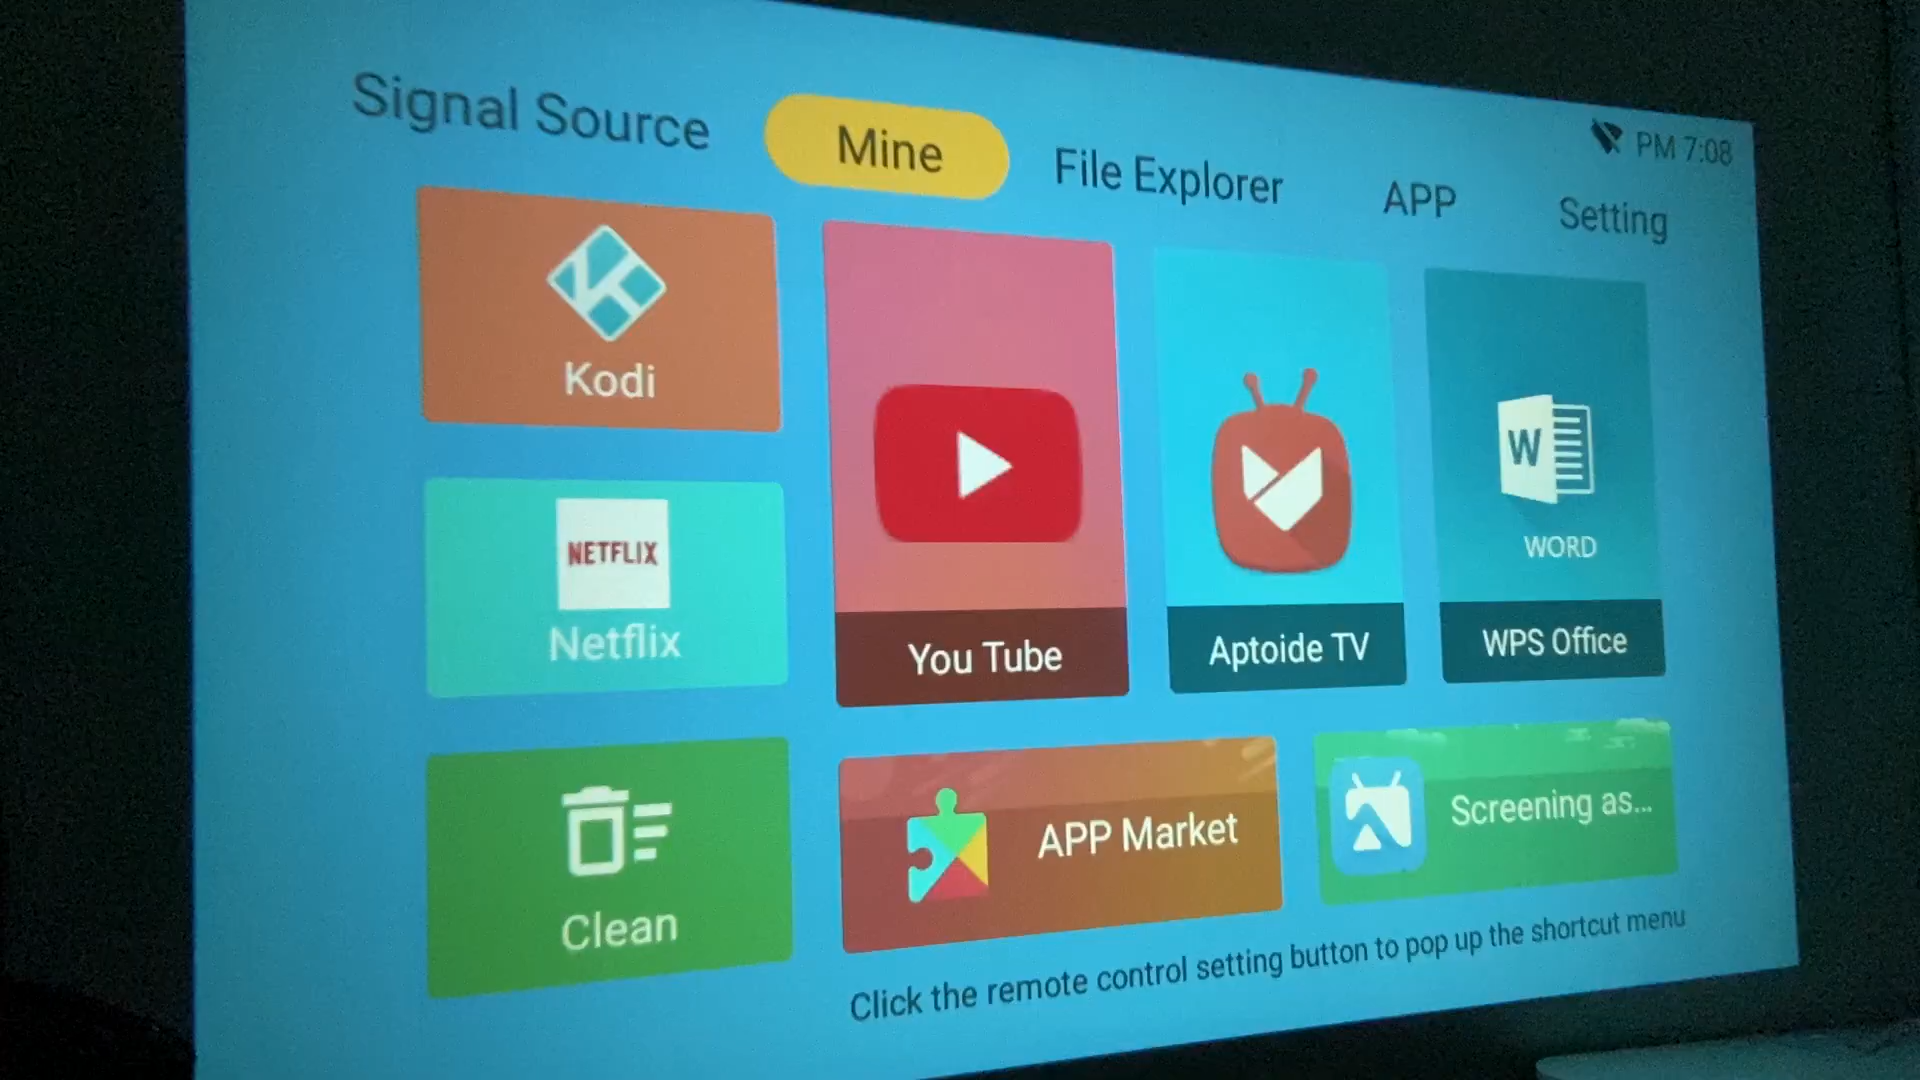 PM 7:08
Signal Source
Mine
File Explorer
APP
Setting
Kodi
NETFLIX
Netflix
Clean
You Tube
Aptoide TV
W
WORD
WPS Office
APP Market
Screening as...
Click the remote control setting button to pop up the shortcut menu